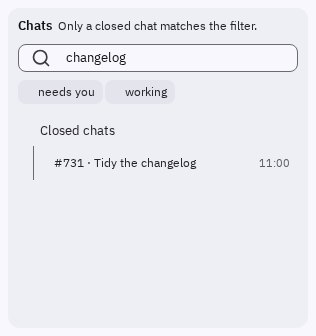 Chats Only a closed chat matches the filter.
changelog
needs you working
Closed chats
#731 · Tidy the changelog 11:00